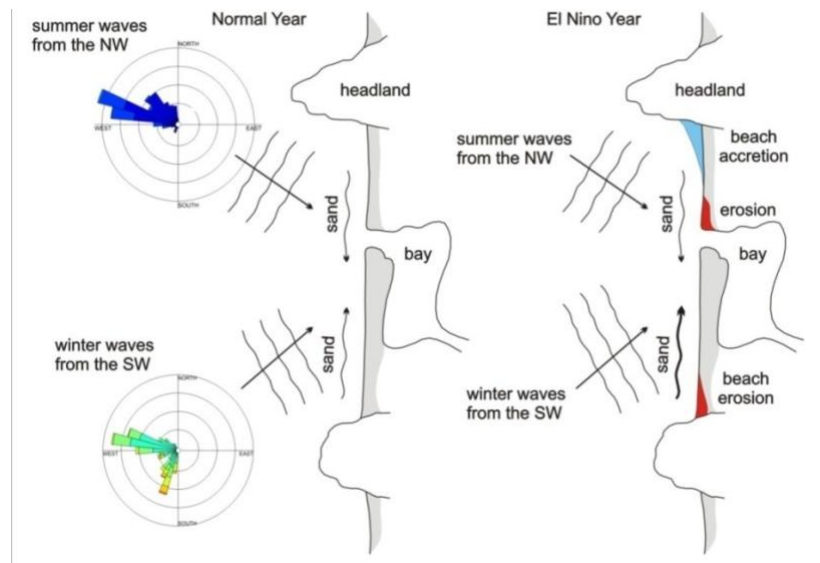 summer waves
from the NW
Normal Year
NORTH
WEST
EAST
SOUTH
headland
sand
bay
winter waves
from the SW
NORTH
WEST
EAST
SOUTH
sand
El Nino Year
headland
summer waves
from the NW
beach
accretion
sand
erosion
bay
winter waves
from the SW
sand
beach
erosion